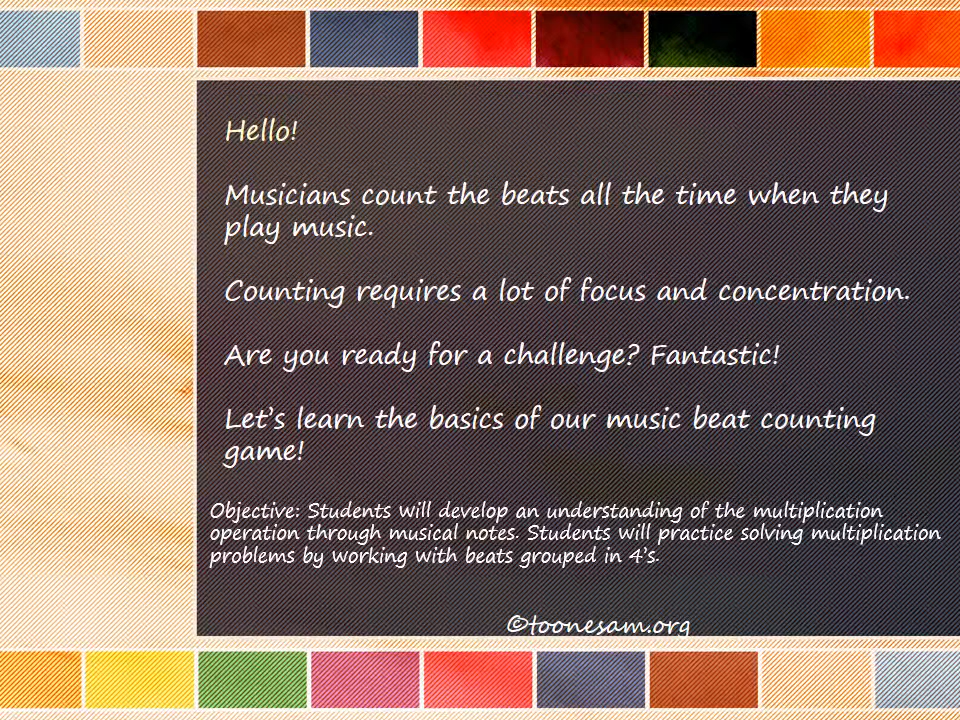 Hello!
Musicians count the beats all the time when they
play music.
Counting requires a lot of focus and concentration.
Are you ready for a challenge? Fantastic!
Let's learn the basics of our music beat counting
game!
Objective: Students will develop an understanding of the multiplication
operation through musical notes. Students will practice solving multiplication
problems by working with beats grouped in 4's.
©toonesam.org